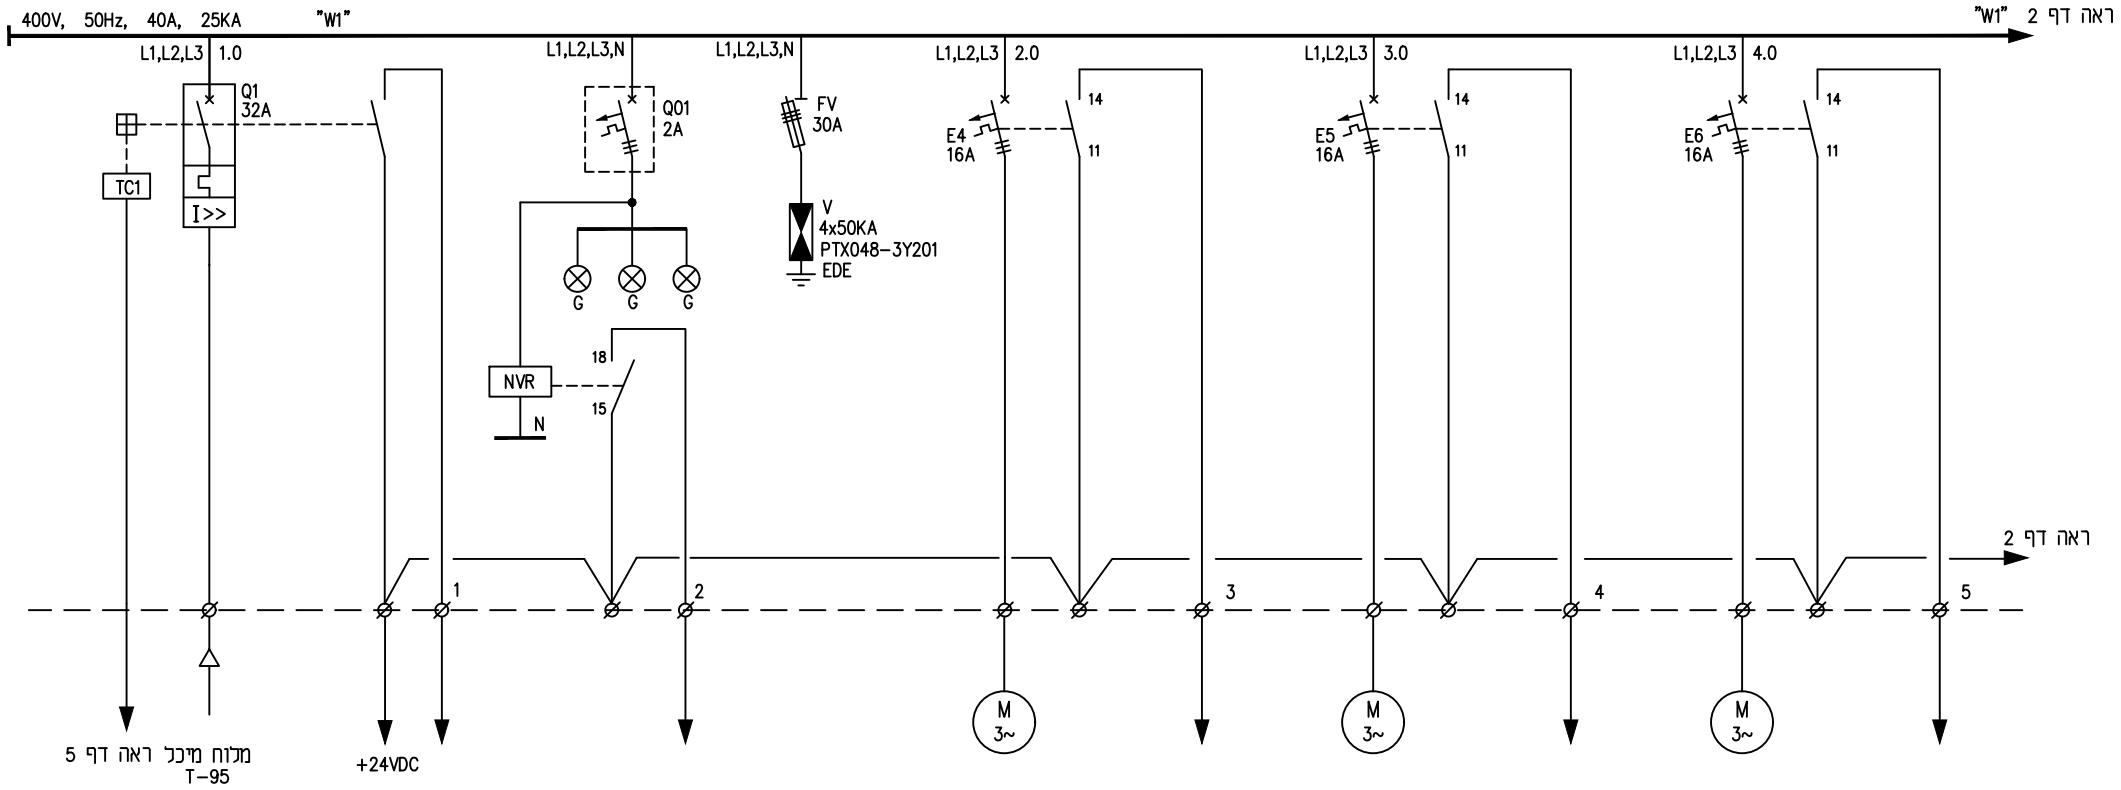 400V, 50Hz, 40A, 25KA "W1" "W1" ראה דף 2
L1,L2,L3 1.0
L1,L2,L3,N
L1,L2,L3,N
L1,L2,L3 2.0
L1,L2,L3 3.0
L1,L2,L3 4.0
Q1
32A
TC1
I>>
Q01
2A
G G G
NVR
N
18
15
FV
30A
V
4x50KA
PTX048-3Y201
EDE
E4
16A
14
11
E5
16A
14
11
E6
16A
14
11
ראה דף 2
1 2 3 4 5
M
3~
M
3~
M
3~
ראה דף 5
מלוח מיכל
T-95
+24VDC